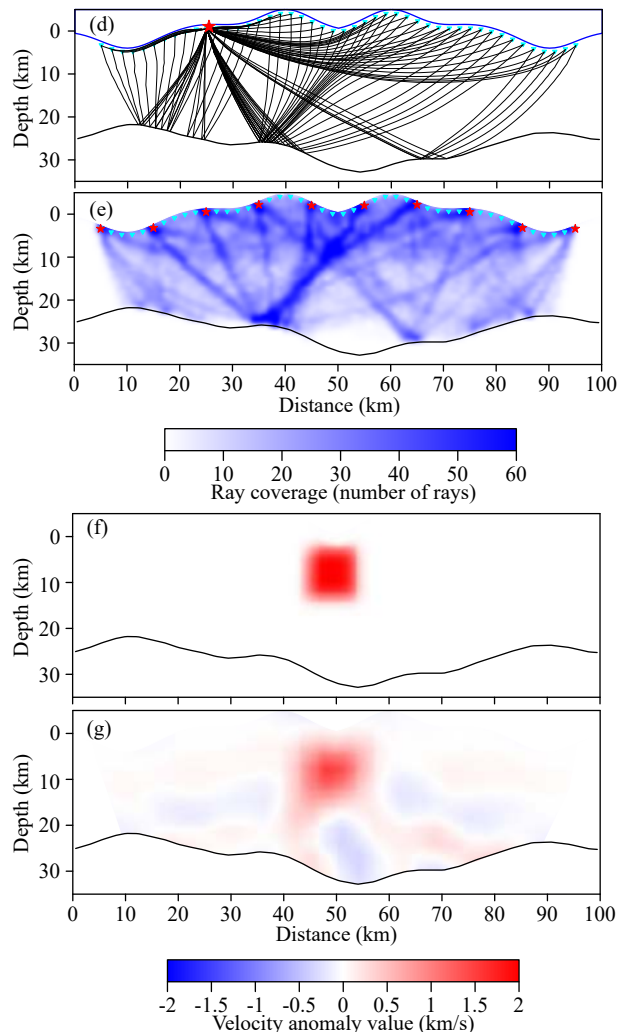 (d)
Depth (km)
0
10
20
30
(e)
Depth (km)
0
10
20
30
0 10 20 30 40 50 60 70 80 90 100
Distance (km)
0 10 20 30 40 50 60
Ray coverage (number of rays)
(f)
Depth (km)
0
10
20
30
(g)
Depth (km)
0
10
20
30
0 10 20 30 40 50 60 70 80 90 100
Distance (km)
-2 -1.5 -1 -0.5 0 0.5 1 1.5 2
Velocity anomaly value (km/s)